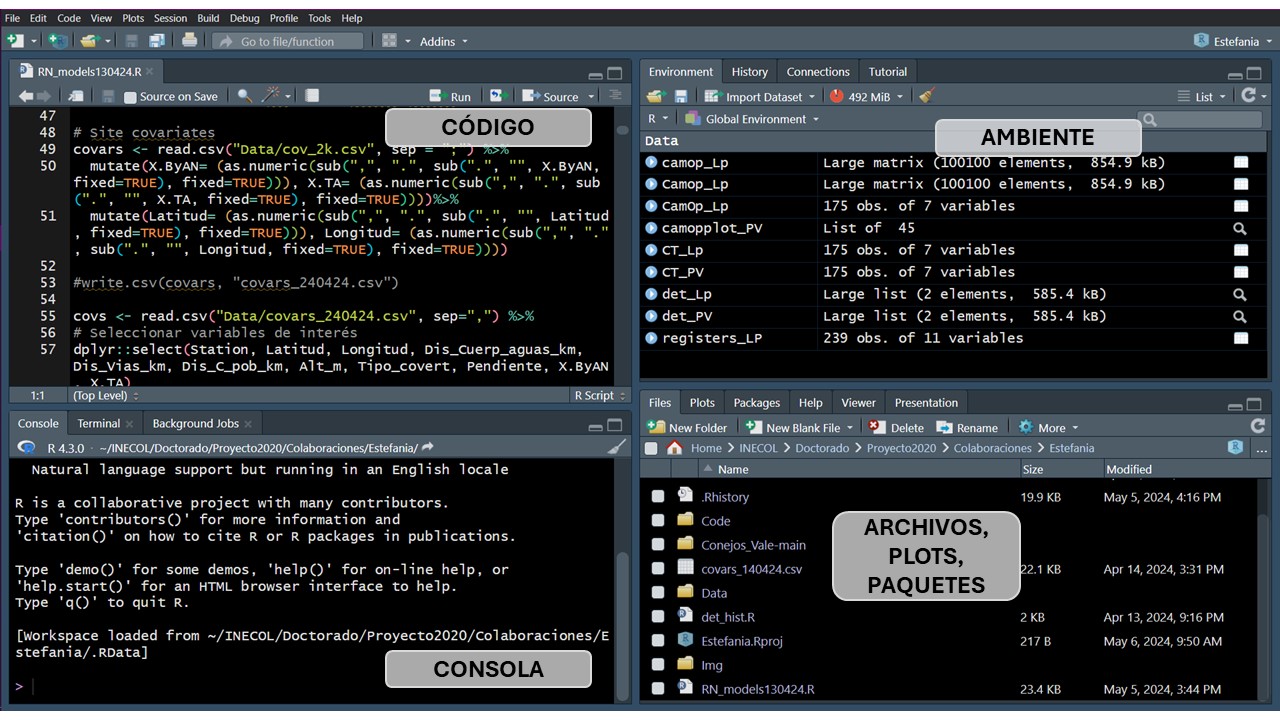 File Edit Code View Plots Session Build Debug Profile Tools Help
Go to file/function Addins Estefania
RN_models130424.R
Source on Save Run Source
CÓDIGO
47
48 # Site covariates
49 covars <- read.csv("Data/cov_2k.csv", sep = ";") %>%
50 mutate(X.ByAN= (as.numeric(sub(",", ".", sub(".", "", X.ByAN,
fixed=TRUE), fixed=TRUE))), X.TA= (as.numeric(sub(",", ".", sub
(".", "", X.TA, fixed=TRUE), fixed=TRUE))))%>%
51 mutate(Latitud= (as.numeric(sub(",", ".", sub(".", "", Latitud
, fixed=TRUE), fixed=TRUE))), Longitud= (as.numeric(sub(",", "."
, sub(".", "", Longitud, fixed=TRUE), fixed=TRUE))))
52
53 #write.csv(covars, "covars_240424.csv")
54
55 covs <- read.csv("Data/covars_240424.csv", sep=",") %>%
56 # Seleccionar variables de interés
57 dplyr::select(Station, Latitud, Longitud, Dis_Cuerp_aguas_km,
Dis_Vias_km, Dis_C_pob_km, Alt_m, Tipo_covert, Pendiente, X.ByAN
, X.TA)
1:1 (Top Level) R Script
Console Terminal Background Jobs
R 4.3.0 · ~/INECOL/Doctorado/Proyecto2020/Colaboraciones/Estefania/
Natural language support but running in an English locale
R is a collaborative project with many contributors.
Type 'contributors()' for more information and
'citation()' on how to cite R or R packages in publications.
Type 'demo()' for some demos, 'help()' for on-line help, or
'help.start()' for an HTML browser interface to help.
Type 'q()' to quit R.
[Workspace loaded from ~/INECOL/Doctorado/Proyecto2020/Colaboraciones/E
stefania/.RData]
CONSOLA
>
Environment History Connections Tutorial
Import Dataset 492 MiB List
R Global Environment
AMBIENTE
Data
camop_Lp Large matrix (100100 elements, 854.9 kB)
Camop_Lp Large matrix (100100 elements, 854.9 kB)
CamOp_Lp 175 obs. of 7 variables
camopplot_PV List of 45
CT_Lp 175 obs. of 7 variables
CT_PV 175 obs. of 7 variables
det_Lp Large list (2 elements, 585.4 kB)
det_PV Large list (2 elements, 585.4 kB)
registers_LP 239 obs. of 11 variables
Files Plots Packages Help Viewer Presentation
New Folder New Blank File Delete Rename More
Home INECOL Doctorado Proyecto2020 Colaboraciones Estefania ...
Name Size Modified
.Rhistory 19.9 KB May 5, 2024, 4:16 PM
Code
Conejos_Vale-main
covars_140424.csv 22.1 KB Apr 14, 2024, 3:31 PM
Data
det_hist.R 2 KB Apr 13, 2024, 9:16 PM
Estefania.Rproj 217 B May 6, 2024, 9:50 AM
Img
RN_models130424.R 23.4 KB May 5, 2024, 3:44 PM
ARCHIVOS,
PLOTS,
PAQUETES